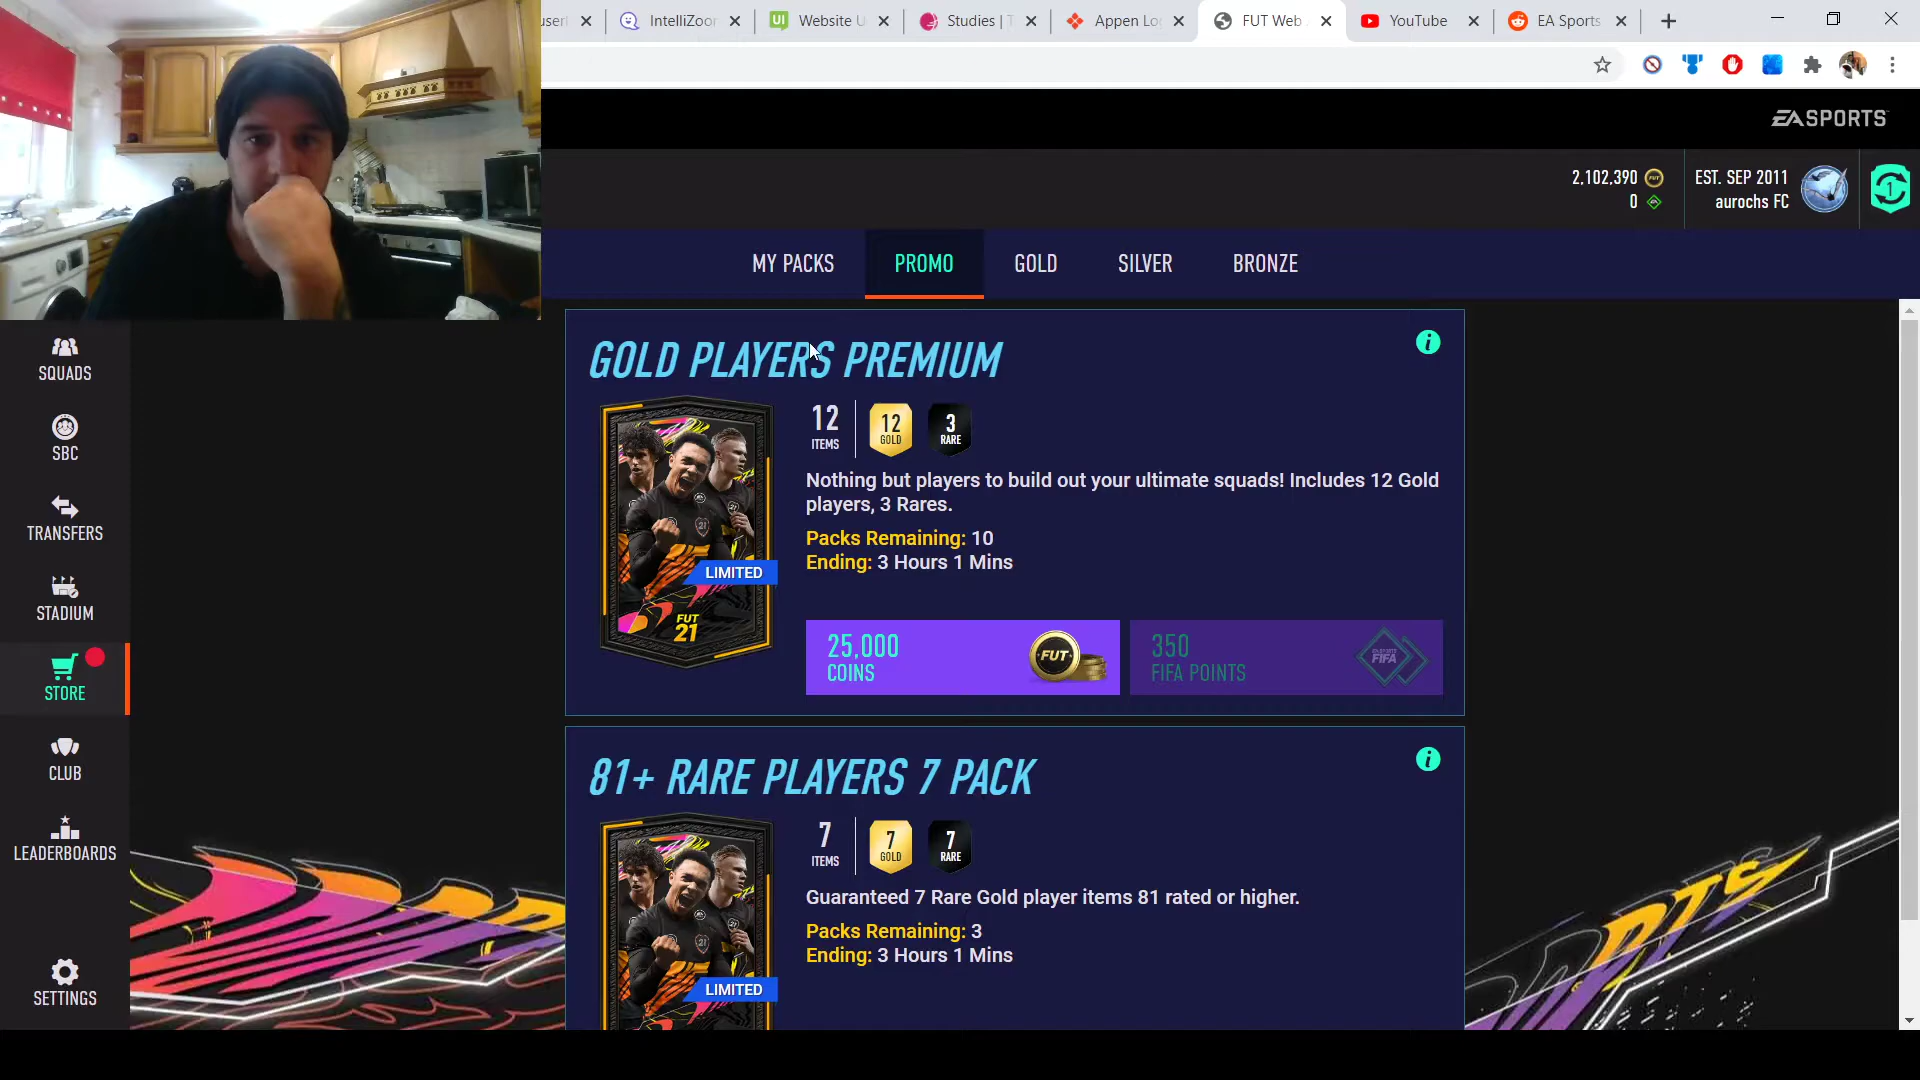 IntelliZoo
Website U
Studies | T
Appen Lo
FUT Web
YouTube
EA Sports
EA SPORTS
2,102,390
0
EST. SEP 2011
aurochs FC
1
MY PACKS
PROMO
GOLD
SILVER
BRONZE
SQUADS
SBC
TRANSFERS
STADIUM
STORE
CLUB
LEADERBOARDS
SETTINGS
GOLD PLAYERS PREMIUM
12
ITEMS
12
GOLD
3
RARE
Nothing but players to build out your ultimate squads! Includes 12 Gold
players, 3 Rares.
Packs Remaining: 10
Ending: 3 Hours 1 Mins
LIMITED
FUT
21
25,000
COINS
FUT
350
FIFA POINTS
FIFA
81+ RARE PLAYERS 7 PACK
7
ITEMS
7
GOLD
7
RARE
Guaranteed 7 Rare Gold player items 81 rated or higher.
Packs Remaining: 3
Ending: 3 Hours 1 Mins
LIMITED